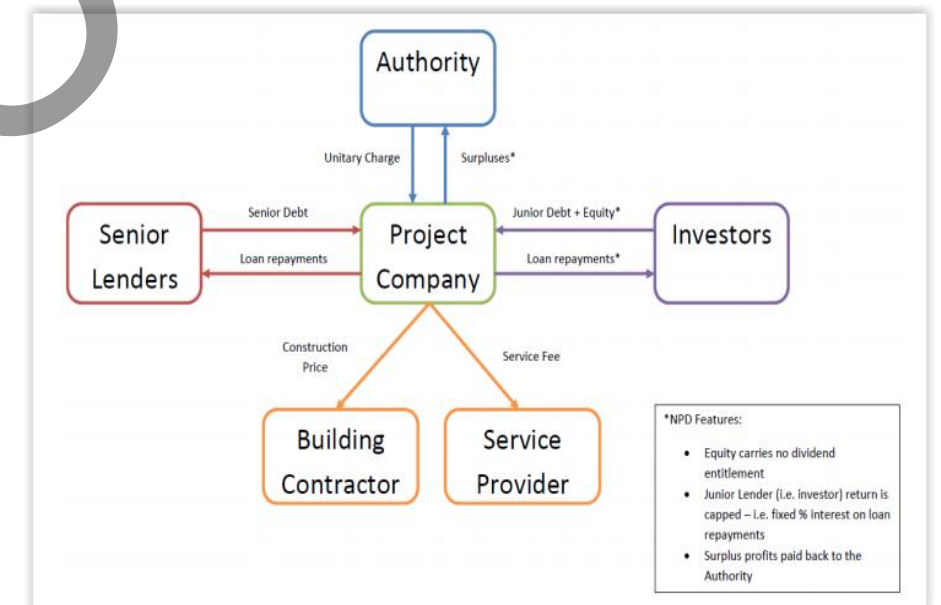 Authority
Unitary Charge
Surpluses*
Senior
Lenders
Senior Debt
Loan repayments
Project
Company
Junior Debt + Equity*
Loan repayments*
Investors
Construction
Price
Service Fee
Building
Contractor
Service
Provider
*NPD Features:
• Equity carries no dividend
entitlement
• Junior Lender (i.e. investor) return is
capped – i.e. fixed % interest on loan
repayments
• Surplus profits paid back to the
Authority